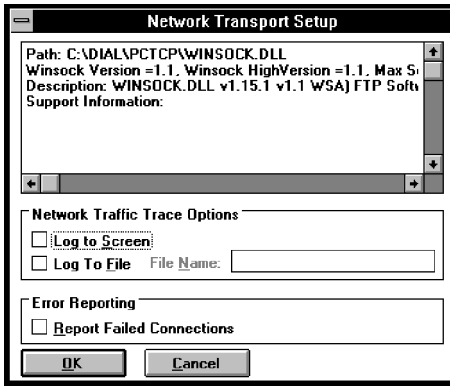 Network Transport Setup
Path: C:\DIAL\PCTCP\WINSOCK.DLL
Winsock Version =1.1, Winsock HighVersion =1.1, Max
Description: WINSOCK.DLL v1.15.1 v1.1 WSA) FTP
Support Information:
Network Traffic Trace Options
Log to Screen
Log To File File Name:
Error Reporting
Report Failed Connections
OK Cancel